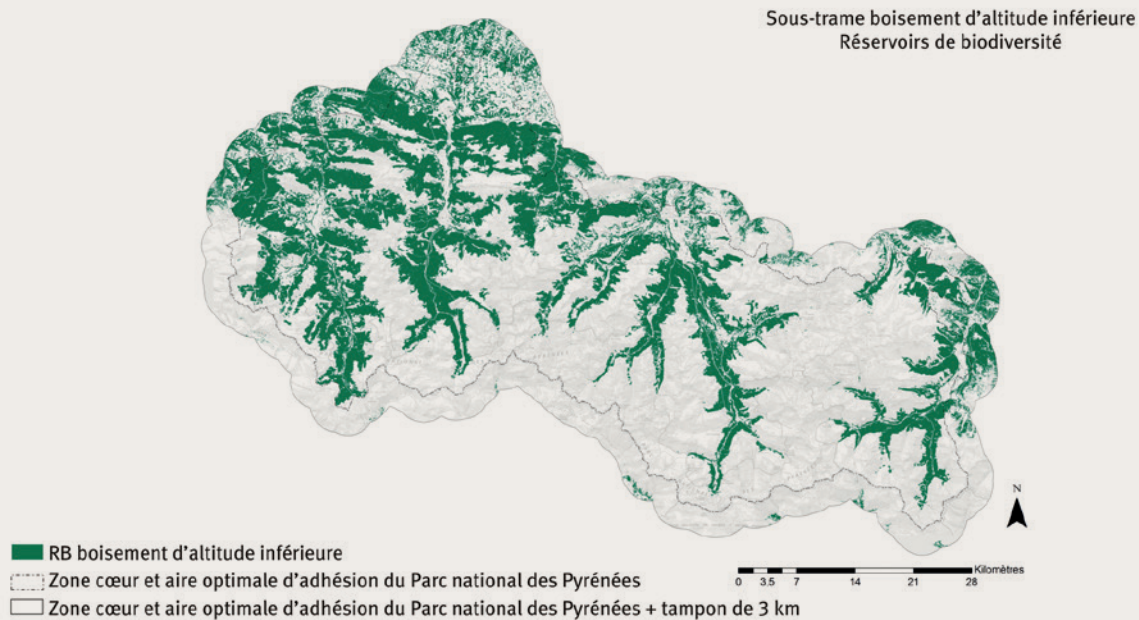 Sous-trame boisement d'altitude inférieure
Réservoirs de biodiversité
N
RB boisement d'altitude inférieure
Zone cœur et aire optimale d'adhésion du Parc national des Pyrénées
Zone cœur et aire optimale d'adhésion du Parc national des Pyrénées + tampon de 3 km
Kilomètres
0 3.5 7 14 21 28